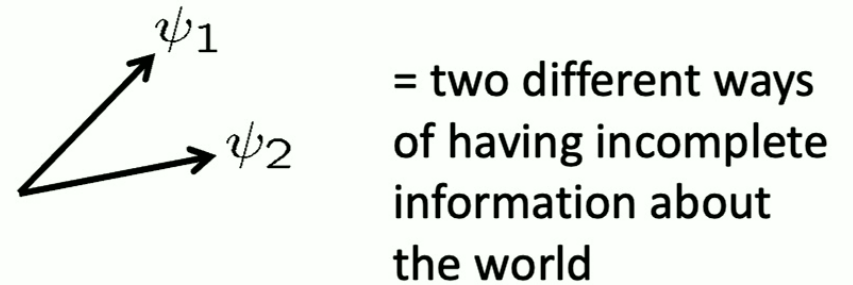 ψ1
ψ2
= two different ways
of having incomplete
information about
the world